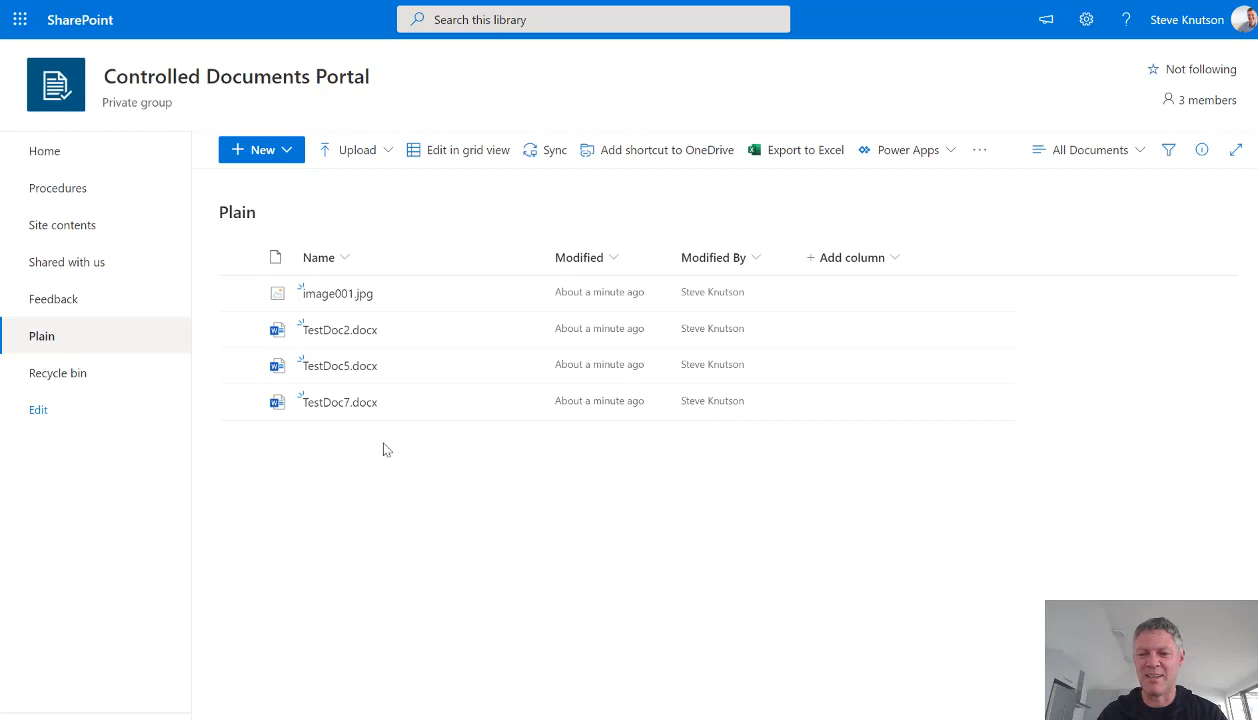 SharePoint
Search this library
Steve Knutson
Controlled Documents Portal
Private group
Not following
3 members
Home
Procedures
Site contents
Shared with us
Feedback
Plain
Recycle bin
Edit
+ New
Upload
Edit in grid view
Sync
Add shortcut to OneDrive
Export to Excel
Power Apps
...
All Documents
Plain
Name Modified Modified By + Add column
image001.jpg About a minute ago Steve Knutson
TestDoc2.docx About a minute ago Steve Knutson
TestDoc5.docx About a minute ago Steve Knutson
TestDoc7.docx About a minute ago Steve Knutson